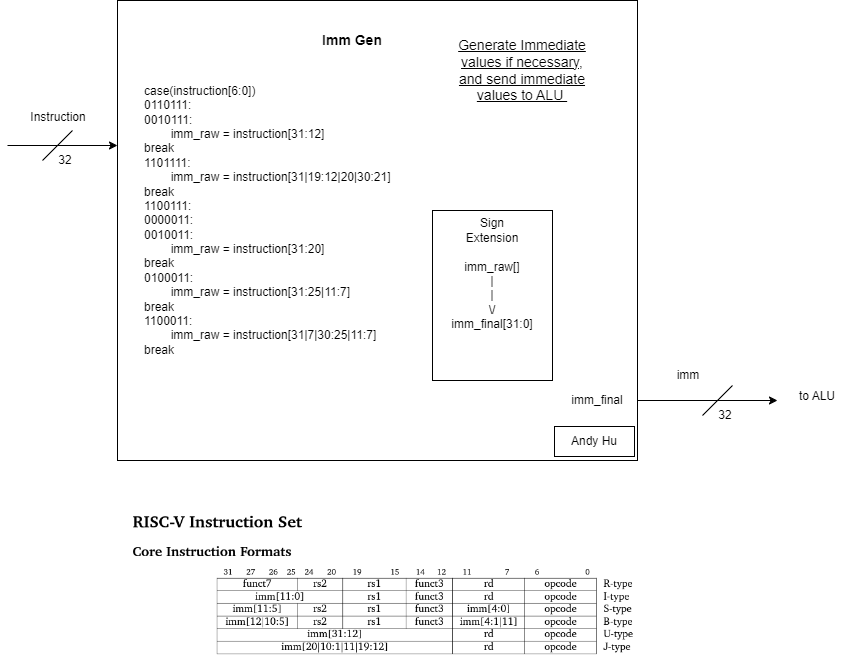 Imm Gen
Generate Immediate
values if necessary,
and send immediate
values to ALU
case(instruction[6:0])
0110111:
0010111:
imm_raw = instruction[31:12]
break
1101111:
imm_raw = instruction[31|19:12|20|30:21]
break
1100111:
0000011:
0010011:
imm_raw = instruction[31:20]
break
0100011:
imm_raw = instruction[31:25|11:7]
break
1100011:
imm_raw = instruction[31|7|30:25|11:7]
break
Instruction
32
Sign
Extension
imm_raw[]
|
|
V
imm_final[31:0]
imm_final
imm
32
to ALU
Andy Hu
RISC-V Instruction Set
Core Instruction Formats
31 27 26 25 24 20 19 15 14 12 11 7 6 0
funct7 rs2 rs1 funct3 rd opcode R-type
imm[11:0] rs1 funct3 rd opcode I-type
imm[11:5] rs2 rs1 funct3 imm[4:0] opcode S-type
imm[12|10:5] rs2 rs1 funct3 imm[4:1|11] opcode B-type
imm[31:12] rd opcode U-type
imm[20|10:1|11|19:12] rd opcode J-type